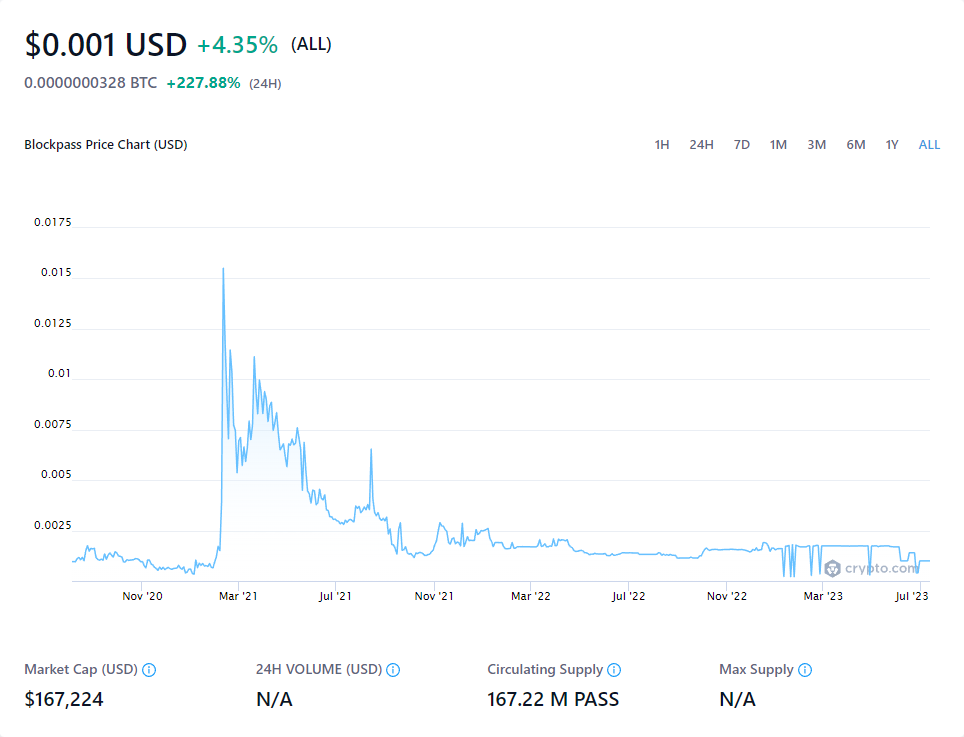 $0.001 USD +4.35% (ALL)
0.0000000328 BTC +227.88% (24H)
Blockpass Price Chart (USD) 1H 24H 7D 1M 3M 6M 1Y ALL
0.0175
0.015
0.0125
0.01
0.0075
0.005
0.0025
crypto.com
Nov '20 Mar '21 Jul '21 Nov '21 Mar '22 Jul '22 Nov '22 Mar '23 Jul '23
Market Cap (USD) 24H VOLUME (USD) Circulating Supply Max Supply
$167,224 N/A 167.22 M PASS N/A